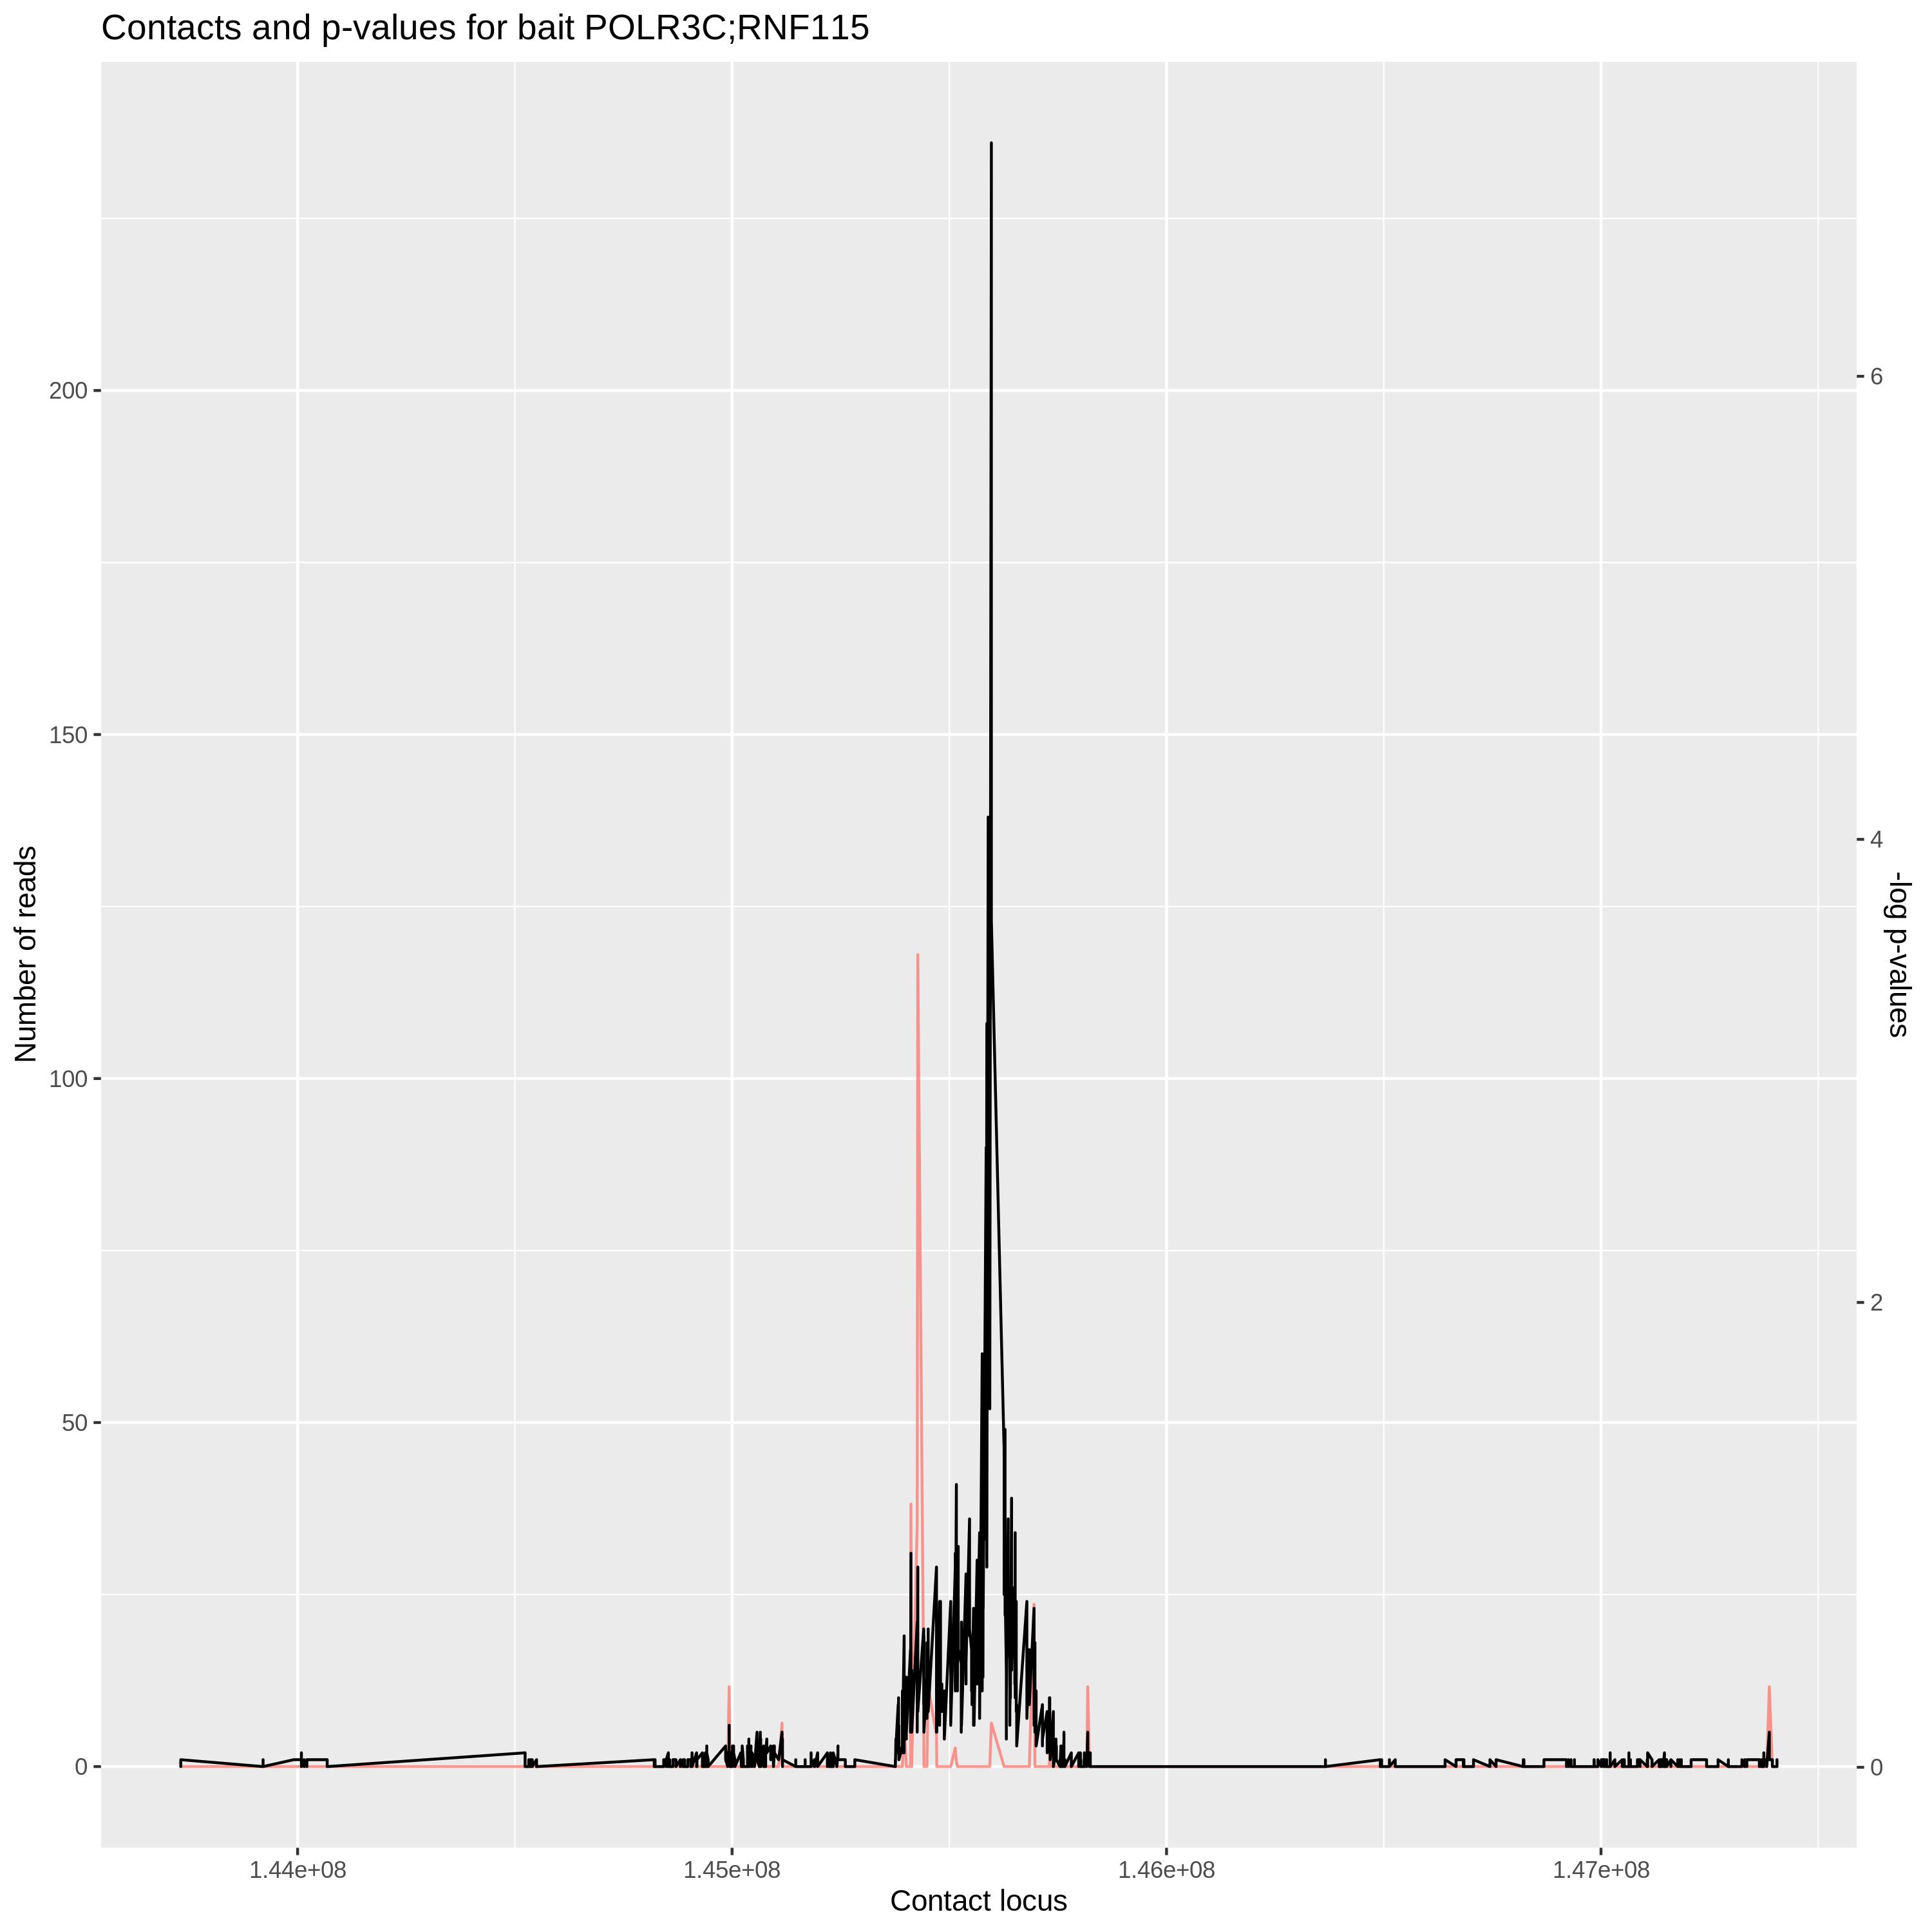 Contacts and p-values for bait POLR3C;RNF115
Number of reads
200
150
100
50
0
6
4
2
0
-log p-values
1.44e+08
1.45e+08
1.46e+08
1.47e+08
Contact locus